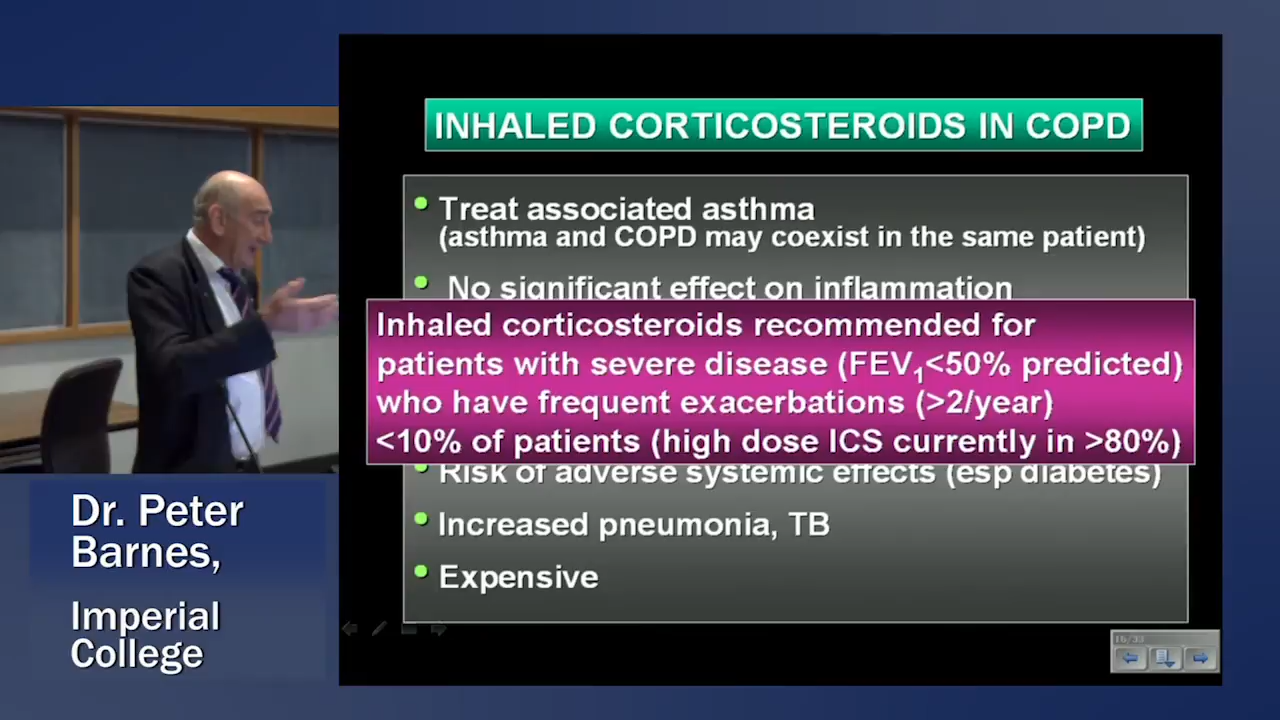 INHALED CORTICOSTEROIDS IN COPD
• Treat associated asthma
(asthma and COPD may coexist in the same patient)
• No significant effect on inflammation
Inhaled corticosteroids recommended for
patients with severe disease (FEV₁<50% predicted)
who have frequent exacerbations (>2/year)
<10% of patients (high dose ICS currently in >80%)
• Risk of adverse systemic effects (esp diabetes)
• Increased pneumonia, TB
• Expensive
16/33
Dr. Peter
Barnes,
Imperial
College